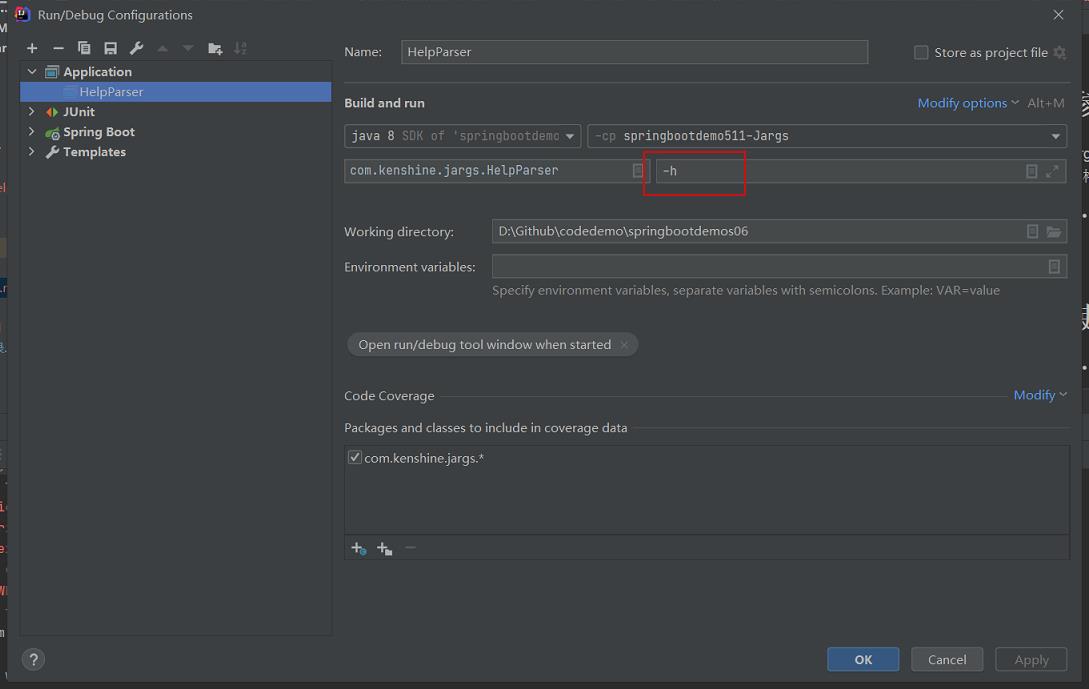 Run/Debug Configurations
Name: HelpParser Store as project file
Application
HelpParser
JUnit
Spring Boot
Templates
Build and run Modify options Alt+M
java 8 SDK of 'springbootdemo -cp springbootdemo511-Jargs
com.kenshine.jargs.HelpParser -h
Working directory: D:\Github\codedemo\springbootdemos06
Environment variables:
Specify environment variables, separate variables with semicolons. Example: VAR=value
Open run/debug tool window when started ×
Code Coverage Modify
Packages and classes to include in coverage data
com.kenshine.jargs.*
? OK Cancel Apply